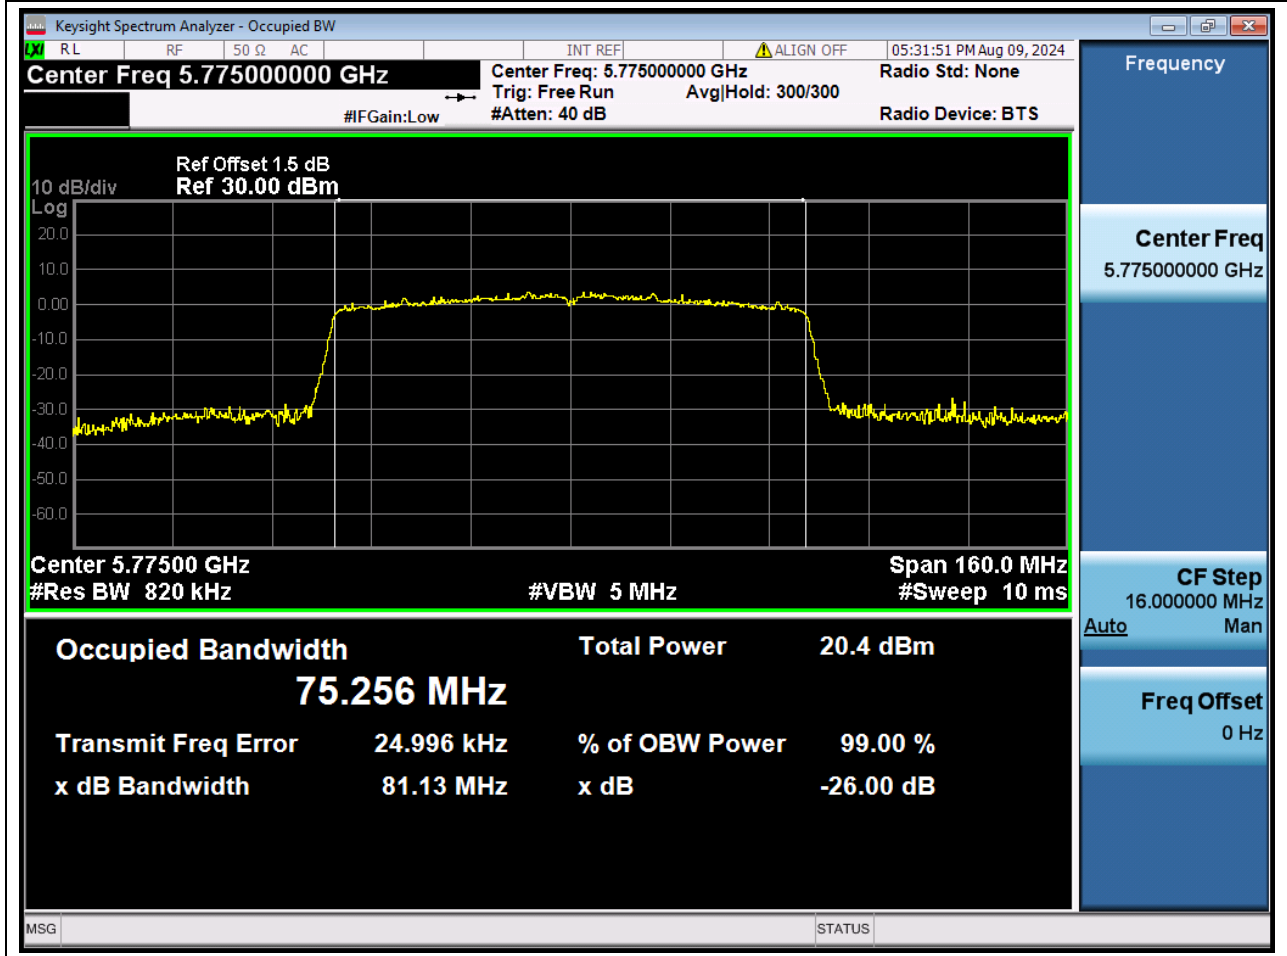 Keysight Spectrum Analyzer - Occupied BW
LXI RL RF 50 Ω AC INT REF ALIGN OFF 05:31:51 PM Aug 09, 2024
Center Freq 5.775000000 GHz
Center Freq: 5.775000000 GHz
Radio Std: None
Trig: Free Run Avg|Hold: 300/300
#IFGain:Low
#Atten: 40 dB
Radio Device: BTS
Ref Offset 1.5 dB
10 dB/div Ref 30.00 dBm
Log
20.0
10.0
0.00
-10.0
-20.0
-30.0
-40.0
-50.0
-60.0
Center 5.77500 GHz Span 160.0 MHz
#Res BW 820 kHz #VBW 5 MHz #Sweep 10 ms
Occupied Bandwidth Total Power 20.4 dBm
75.256 MHz
Transmit Freq Error 24.996 kHz % of OBW Power 99.00 %
x dB Bandwidth 81.13 MHz x dB -26.00 dB
MSG STATUS
Frequency
Center Freq
5.775000000 GHz
CF Step
16.000000 MHz
Auto Man
Freq Offset
0 Hz